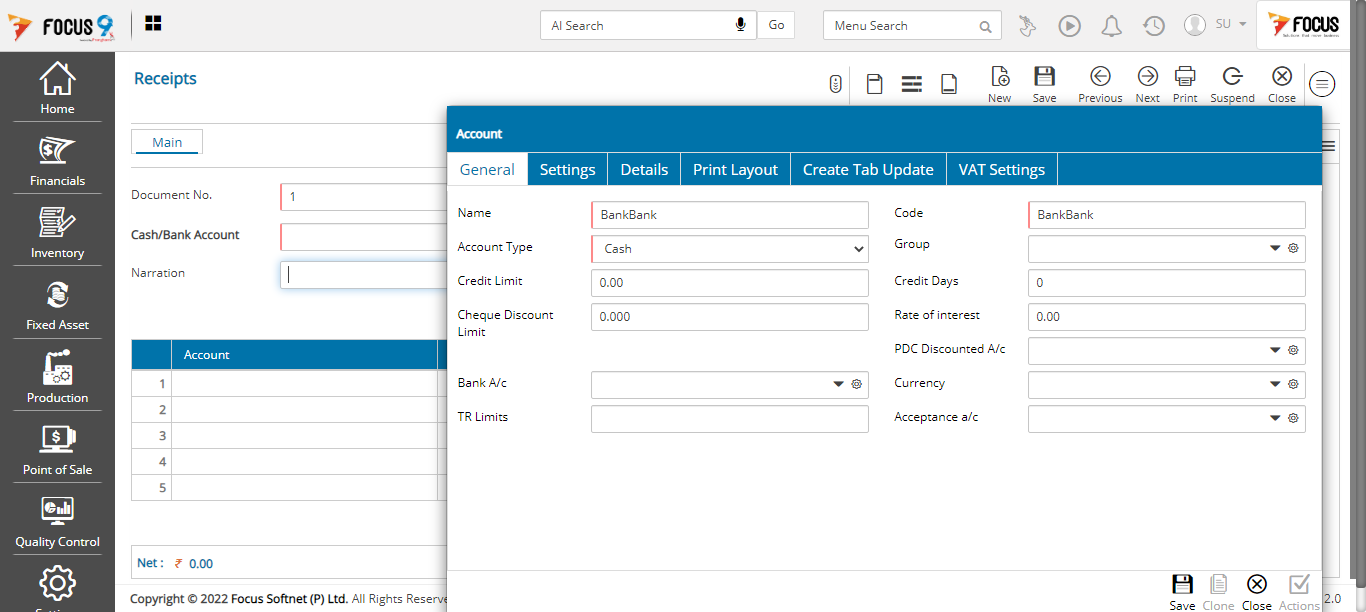 FOCUS 9
AI Search
Go
Menu Search
SU
FOCUS
Home
Financials
Inventory
Fixed Asset
Production
Point of Sale
Quality Control
Receipts
New
Save
Previous
Next
Print
Suspend
Close
Main
Document No.
1
Cash/Bank Account
Narration
Account
1
2
3
4
5
Net : ₹ 0.00
Copyright © 2022 Focus Softnet (P) Ltd. All Rights Reserve
2.0
Account
General
Settings
Details
Print Layout
Create Tab Update
VAT Settings
Name
BankBank
Code
BankBank
Account Type
Cash
Group
Credit Limit
0.00
Credit Days
0
Cheque Discount
Limit
0.000
Rate of interest
0.00
PDC Discounted A/c
Bank A/c
Currency
TR Limits
Acceptance a/c
Save
Clone
Close
Actions